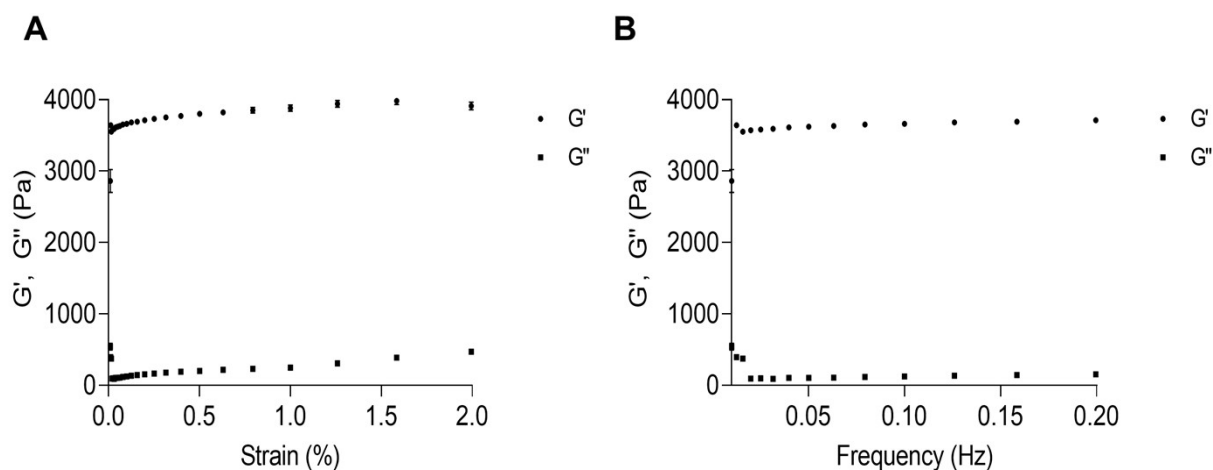 A
G', G'' (Pa)
4000
3000
2000
1000
0
0.0 0.5 1.0 1.5 2.0
Strain (%)
G'
G''
B
G', G'' (Pa)
4000
3000
2000
1000
0
0.05 0.10 0.15 0.20
Frequency (Hz)
G'
G''